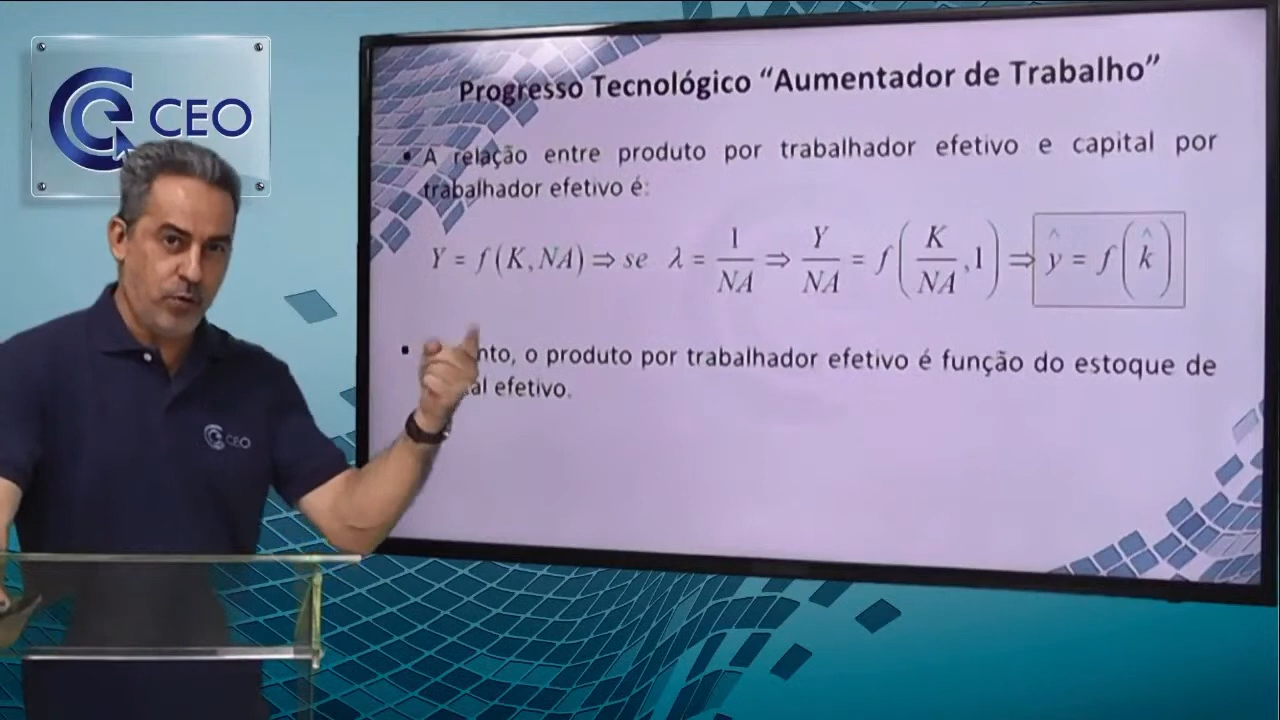 CEO
Progresso Tecnológico “Aumentador de Trabalho”
• A relação entre produto por trabalhador efetivo e capital por
trabalhador efetivo é:
Y = f(K, NA) ⇒ se λ = 1/NA ⇒ Y/NA = f(K/NA, 1) ⇒ ŷ = f(k̂)
• o produto por trabalhador efetivo é função do estoque de
efetivo.
CEO